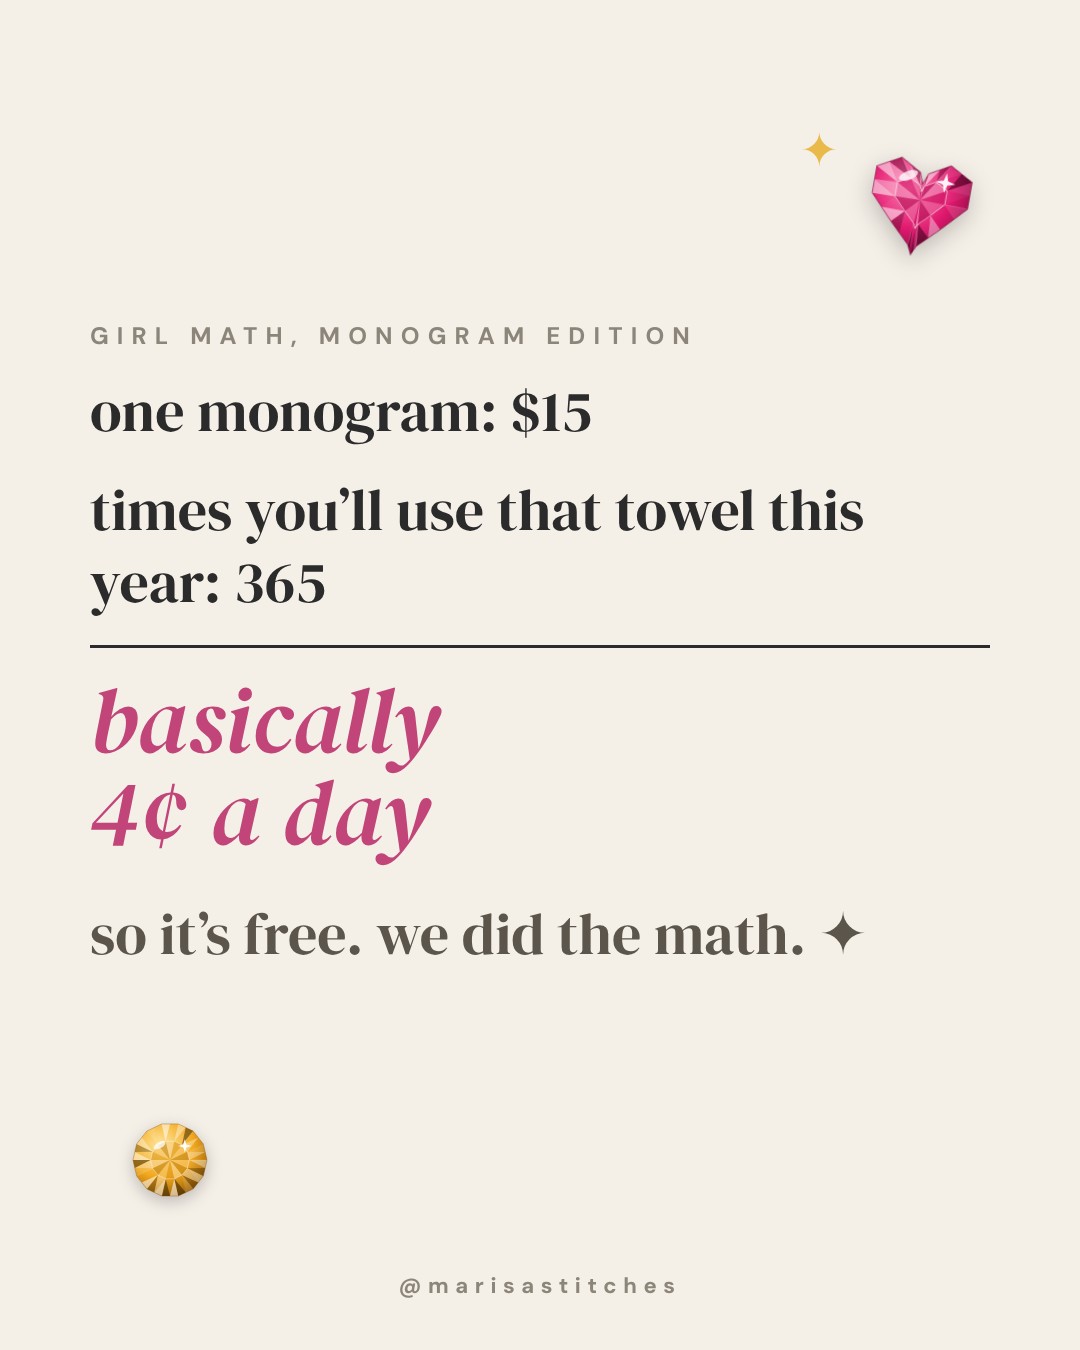 GIRL MATH, MONOGRAM EDITION
one monogram: $15
times you’ll use that towel this
year: 365
basically
4¢ a day
so it’s free. we did the math. ✦
@marisastitches